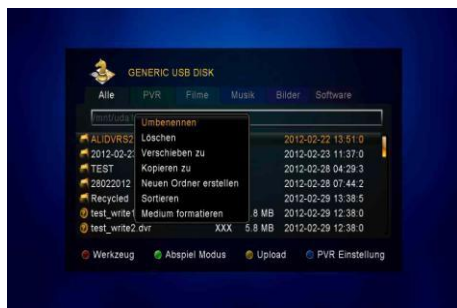 GENERIC USB DISK
Alle PVR Filme Musik Bilder Software
/mnt/uda1
Umbenennen
ALIDVRS2 2012-02-22 13:51:0
Löschen
2012-02-23 11:37:0
Verschieben zu
TEST 2012-02-28 04:29:3
Kopieren zu
28022012 2012-02-28 07:44:2
Neuen Ordner erstellen
Recycled 2012-02-29 13:38:5
Sortieren
test_write1 .8 MB 2012-02-29 12:38:0
Medium formatieren
test_write2.dvr XXX 5.8 MB 2012-02-29 12:38:0
Werkzeug Abspiel Modus Upload PVR Einstellung